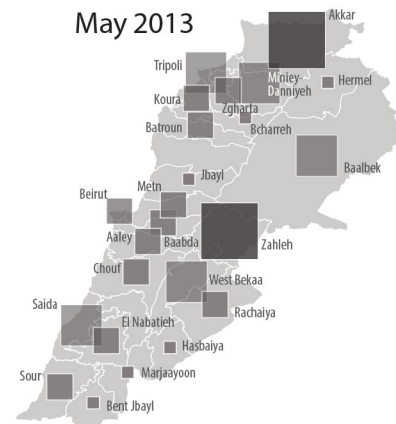 May 2013
Akkar
Tripoli
Miniey-
Danniyeh
Hermel
Koura
Zgharta
Batroun
Bcharreh
Baalbek
Jbayl
Metn
Beirut
Aaley
Baabda
Zahleh
Chouf
West Bekaa
Saida
Rachaiya
El Nabatieh
Hasbaiya
Sour
Marjaayoon
Bent Jbayl